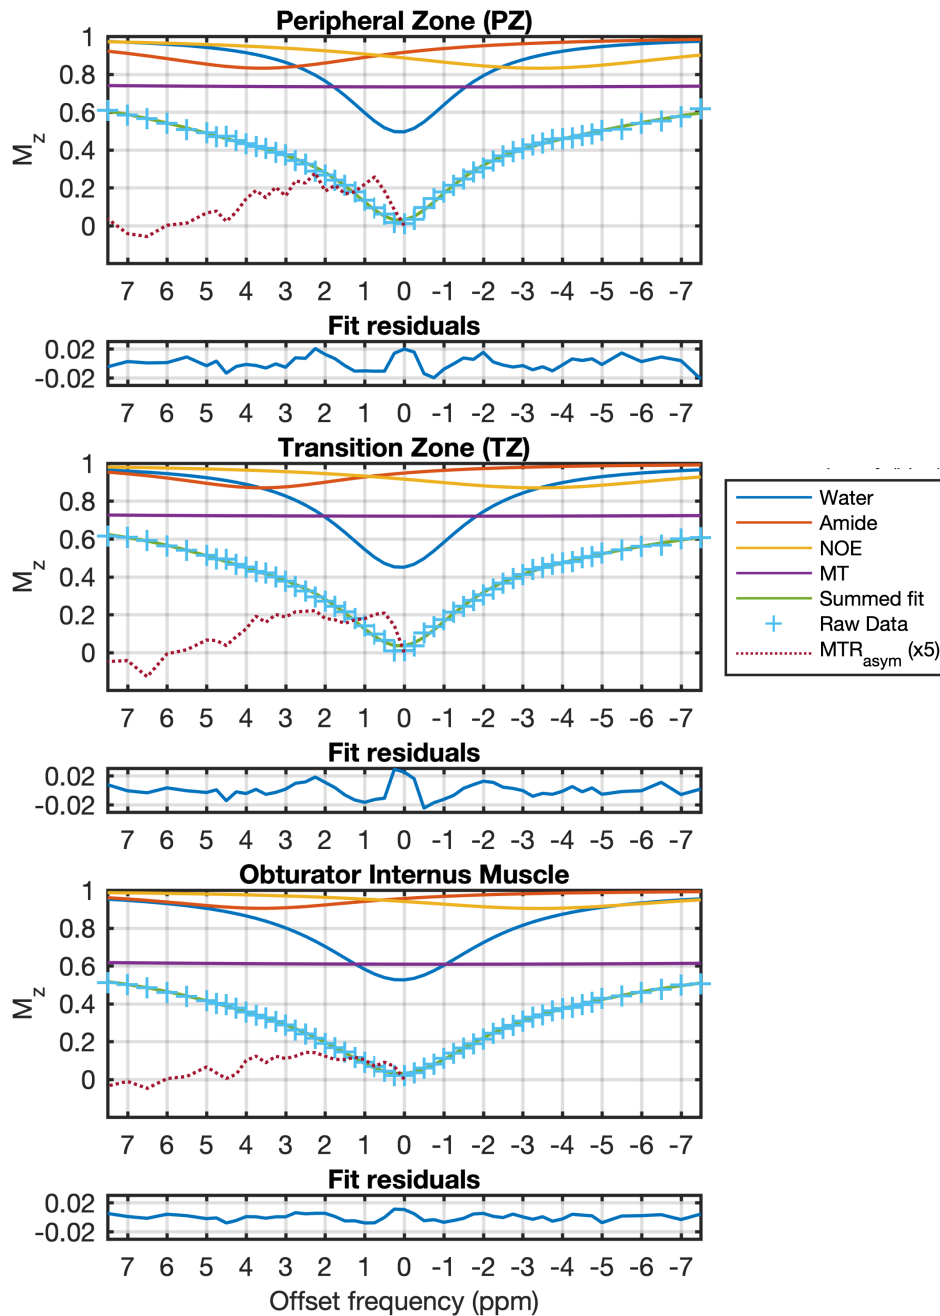 Peripheral Zone (PZ)
1
0.8
0.6
0.4
0.2
0
Mz
7 6 5 4 3 2 1 0 -1 -2 -3 -4 -5 -6 -7
Fit residuals
0.02
-0.02
7 6 5 4 3 2 1 0 -1 -2 -3 -4 -5 -6 -7
Transition Zone (TZ)
1
0.8
0.6
0.4
0.2
0
Mz
7 6 5 4 3 2 1 0 -1 -2 -3 -4 -5 -6 -7
Water
Amide
NOE
MT
Summed fit
Raw Data
MTRasym (x5)
Fit residuals
0.02
-0.02
7 6 5 4 3 2 1 0 -1 -2 -3 -4 -5 -6 -7
Obturator Internus Muscle
1
0.8
0.6
0.4
0.2
0
Mz
7 6 5 4 3 2 1 0 -1 -2 -3 -4 -5 -6 -7
Fit residuals
0.02
-0.02
7 6 5 4 3 2 1 0 -1 -2 -3 -4 -5 -6 -7
Offset frequency (ppm)